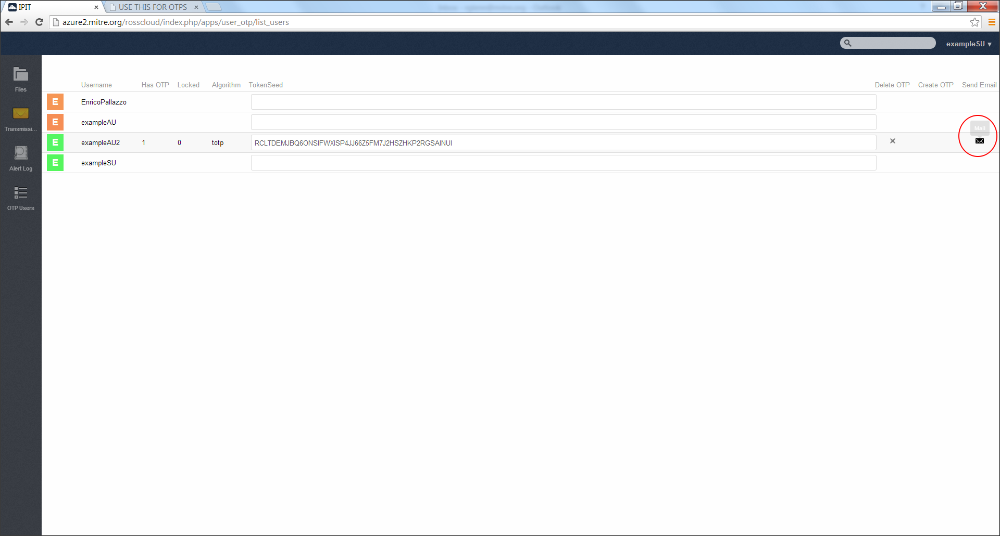 IPIT
USE THIS FOR OTPS
azure2.mitre.org/rosscloud/index.php/apps/user_otp/list_users
exampleSU
Files
Transmissi...
Alert Log
OTP Users
Username Has OTP Locked Algorithm TokenSeed Delete OTP Create OTP Send Email
E EnricoPallazzo
E exampleAU
Mail
E exampleAU2 1 0 totp RCLTDEMJBQ6ONSIFWXISP4JJ66Z5FM7J2HSZHKP2RGSAINUI
E exampleSU